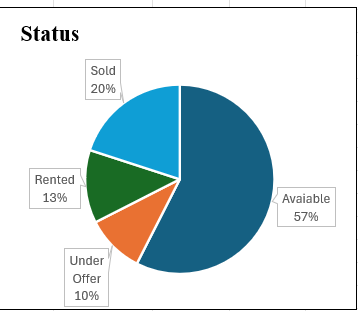 Status
Sold
20%
Rented
13%
Avaiable
57%
Under
Offer
10%